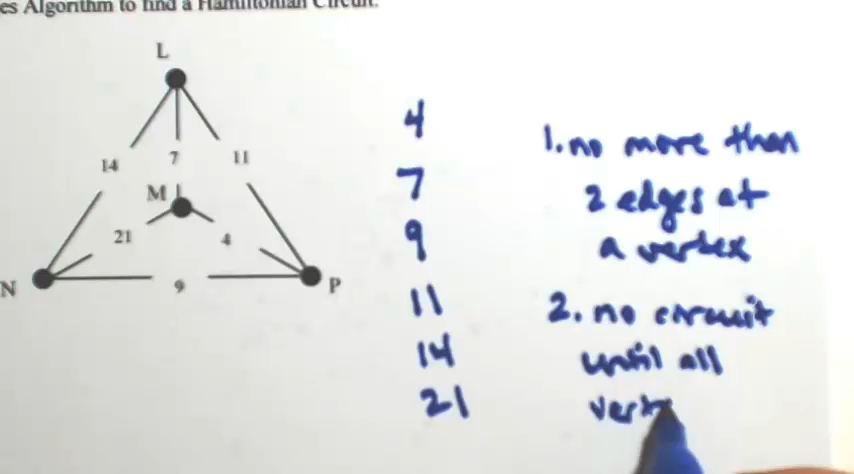 es Algorithm to find a Hamiltonian Circuit.
L
14
7
11
M
21
4
N
9
P
4
7
9
11
14
21
1. no more than
2 edges at
a vertex
2. no circuit
until all